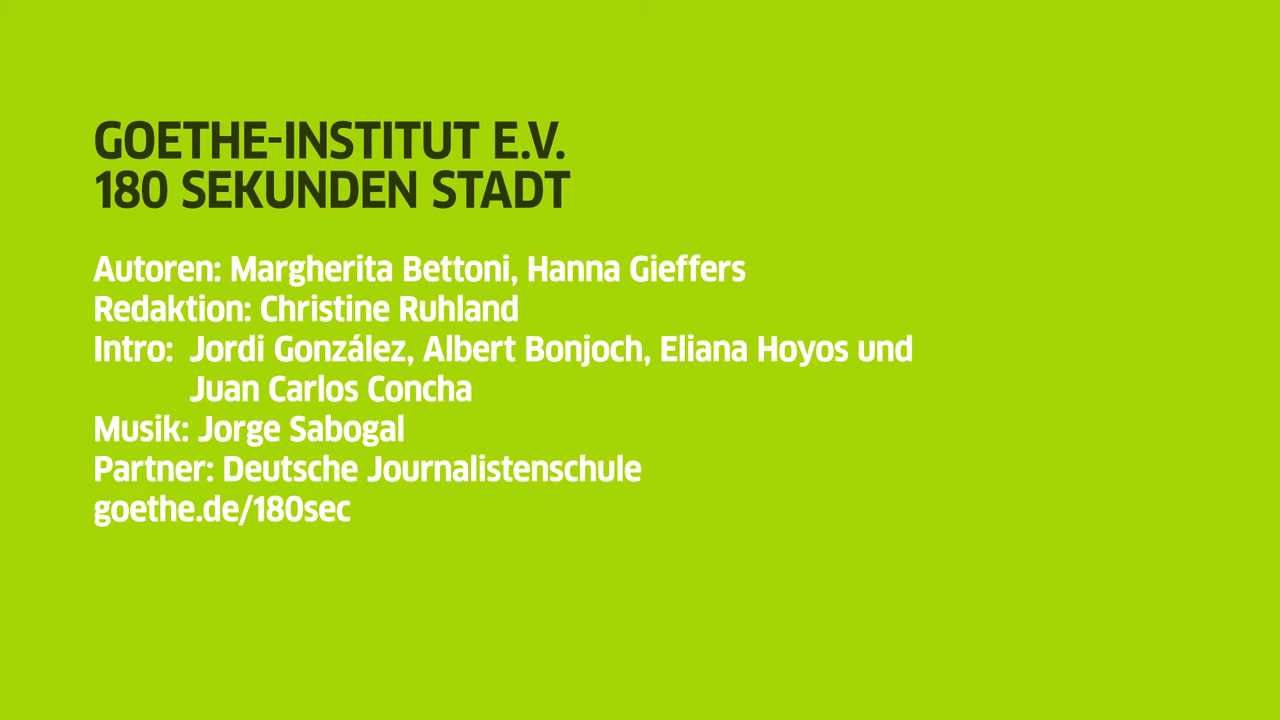 GOETHE-INSTITUT E.V.
180 SEKUNDEN STADT
Autoren: Margherita Bettoni, Hanna Gieffers
Redaktion: Christine Ruhland
Intro: Jordi González, Albert Bonjoch, Eliana Hoyos und
Juan Carlos Concha
Musik: Jorge Sabogal
Partner: Deutsche Journalistenschule
goethe.de/180sec